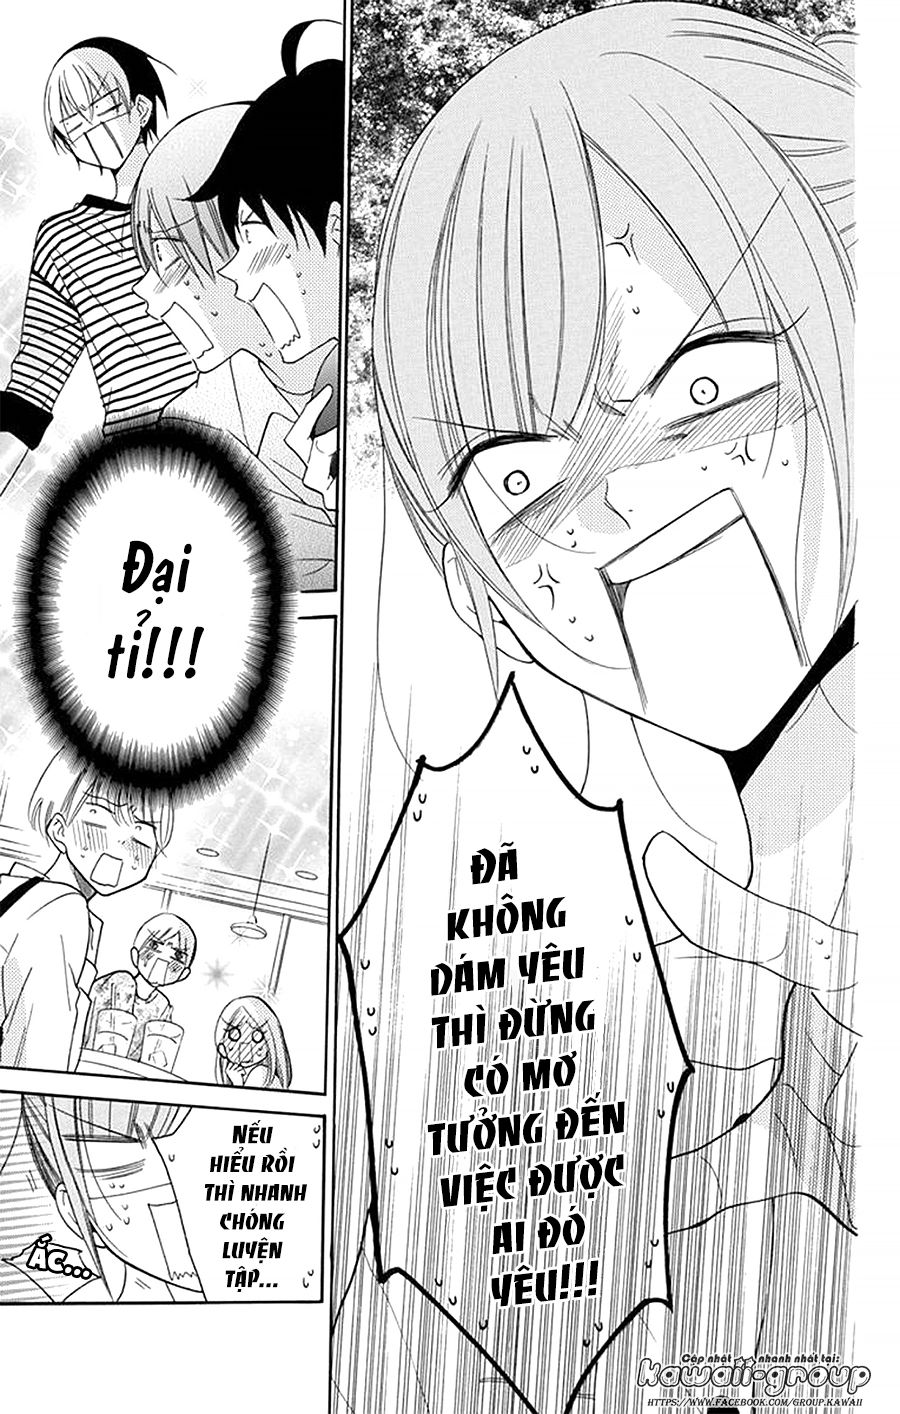 ĐÃ
KHÔNG
DÁM YÊU
THÌ ĐỪNG
CÓ MƠ
TƯỞNG ĐẾN
VIỆC ĐƯỢC
AI ĐÓ
YÊU!!!
Đại
tỉ!!!
NẾU
HIỂU RỒI
THÌ NHANH
CHÓNG
LUYỆN
TẬP...
ẮC...
Cập nhật nhanh nhất tại:
kawaii-group
HTTPS://WWW.FACEBOOK.COM/GROUP.KAWAII